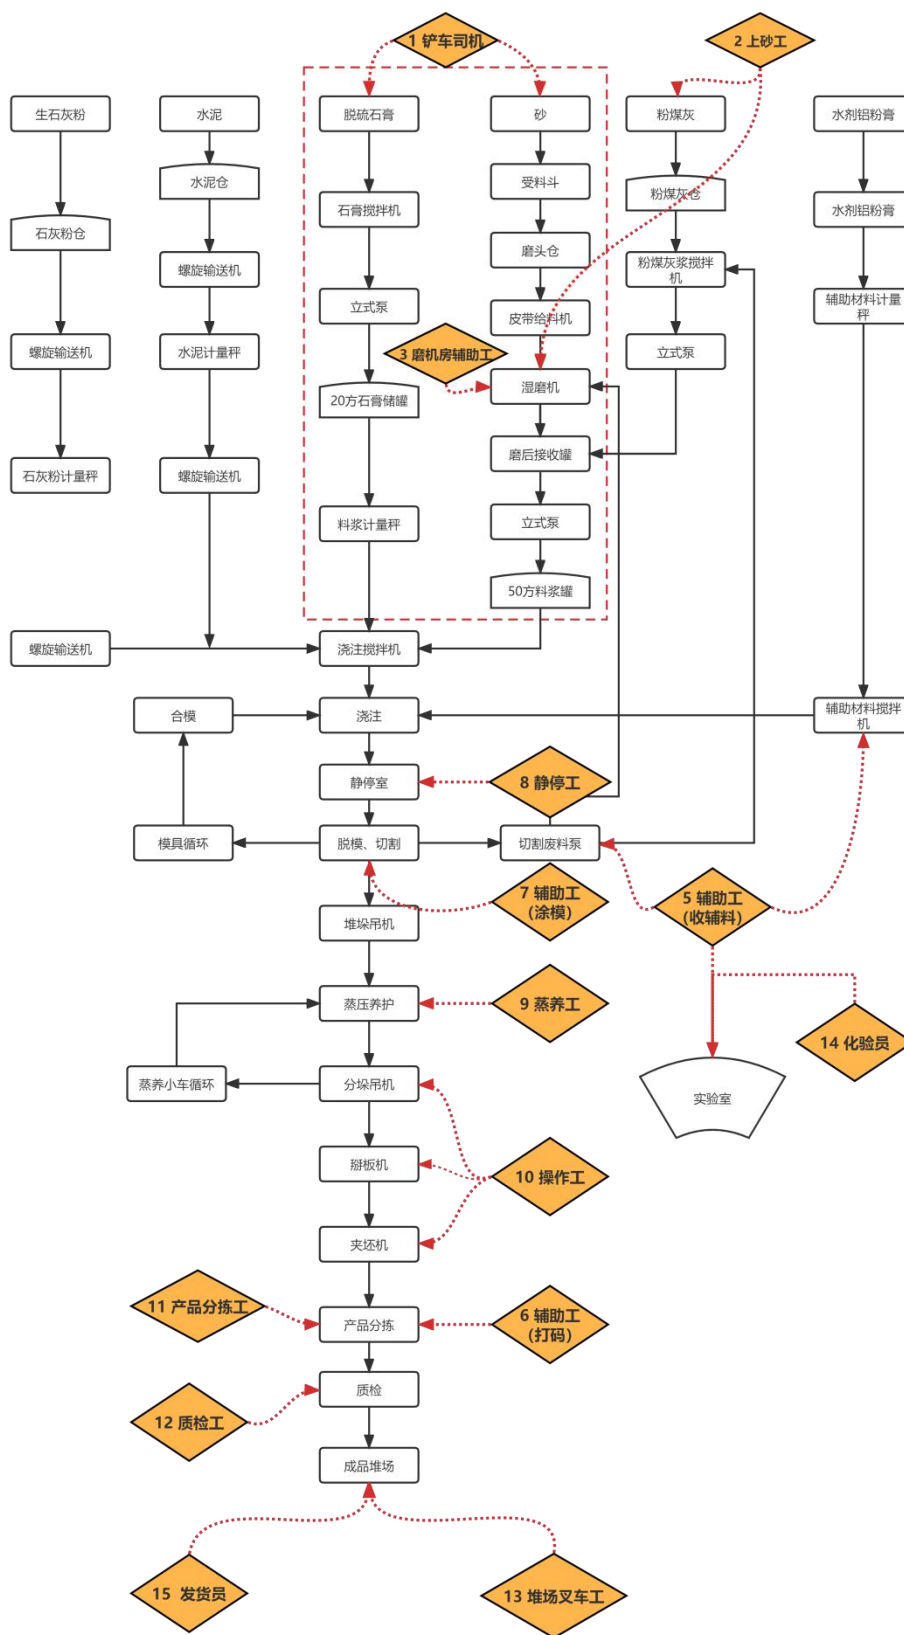 1 铲车司机
2 上砂工
生石灰粉
水泥
脱硫石膏
砂
粉煤灰
水剂铝粉膏
水泥仓
受料斗
粉煤灰仓
石灰粉仓
石膏搅拌机
水剂铝粉膏
磨头仓
螺旋输送机
粉煤灰浆搅拌
机
立式泵
皮带给料机
辅助材料计量
秤
螺旋输送机
水泥计量秤
3 磨机房辅助工
立式泵
20方石膏储罐
湿磨机
石灰粉计量秤
螺旋输送机
磨后接收罐
料浆计量秤
立式泵
50方料浆罐
螺旋输送机
浇注搅拌机
合模
浇注
辅助材料搅拌
机
静停室
8 静停工
模具循环
脱模、切割
切割废料泵
7 辅助工
（涂模）
5 辅助工
（收辅料）
堆垛吊机
蒸压养护
9 蒸养工
14 化验员
蒸养小车循环
分垛吊机
实验室
掰板机
10 操作工
夹坯机
11 产品分拣工
产品分拣
6 辅助工
（打码）
质检
12 质检工
成品堆场
15 发货员
13 堆场叉车工